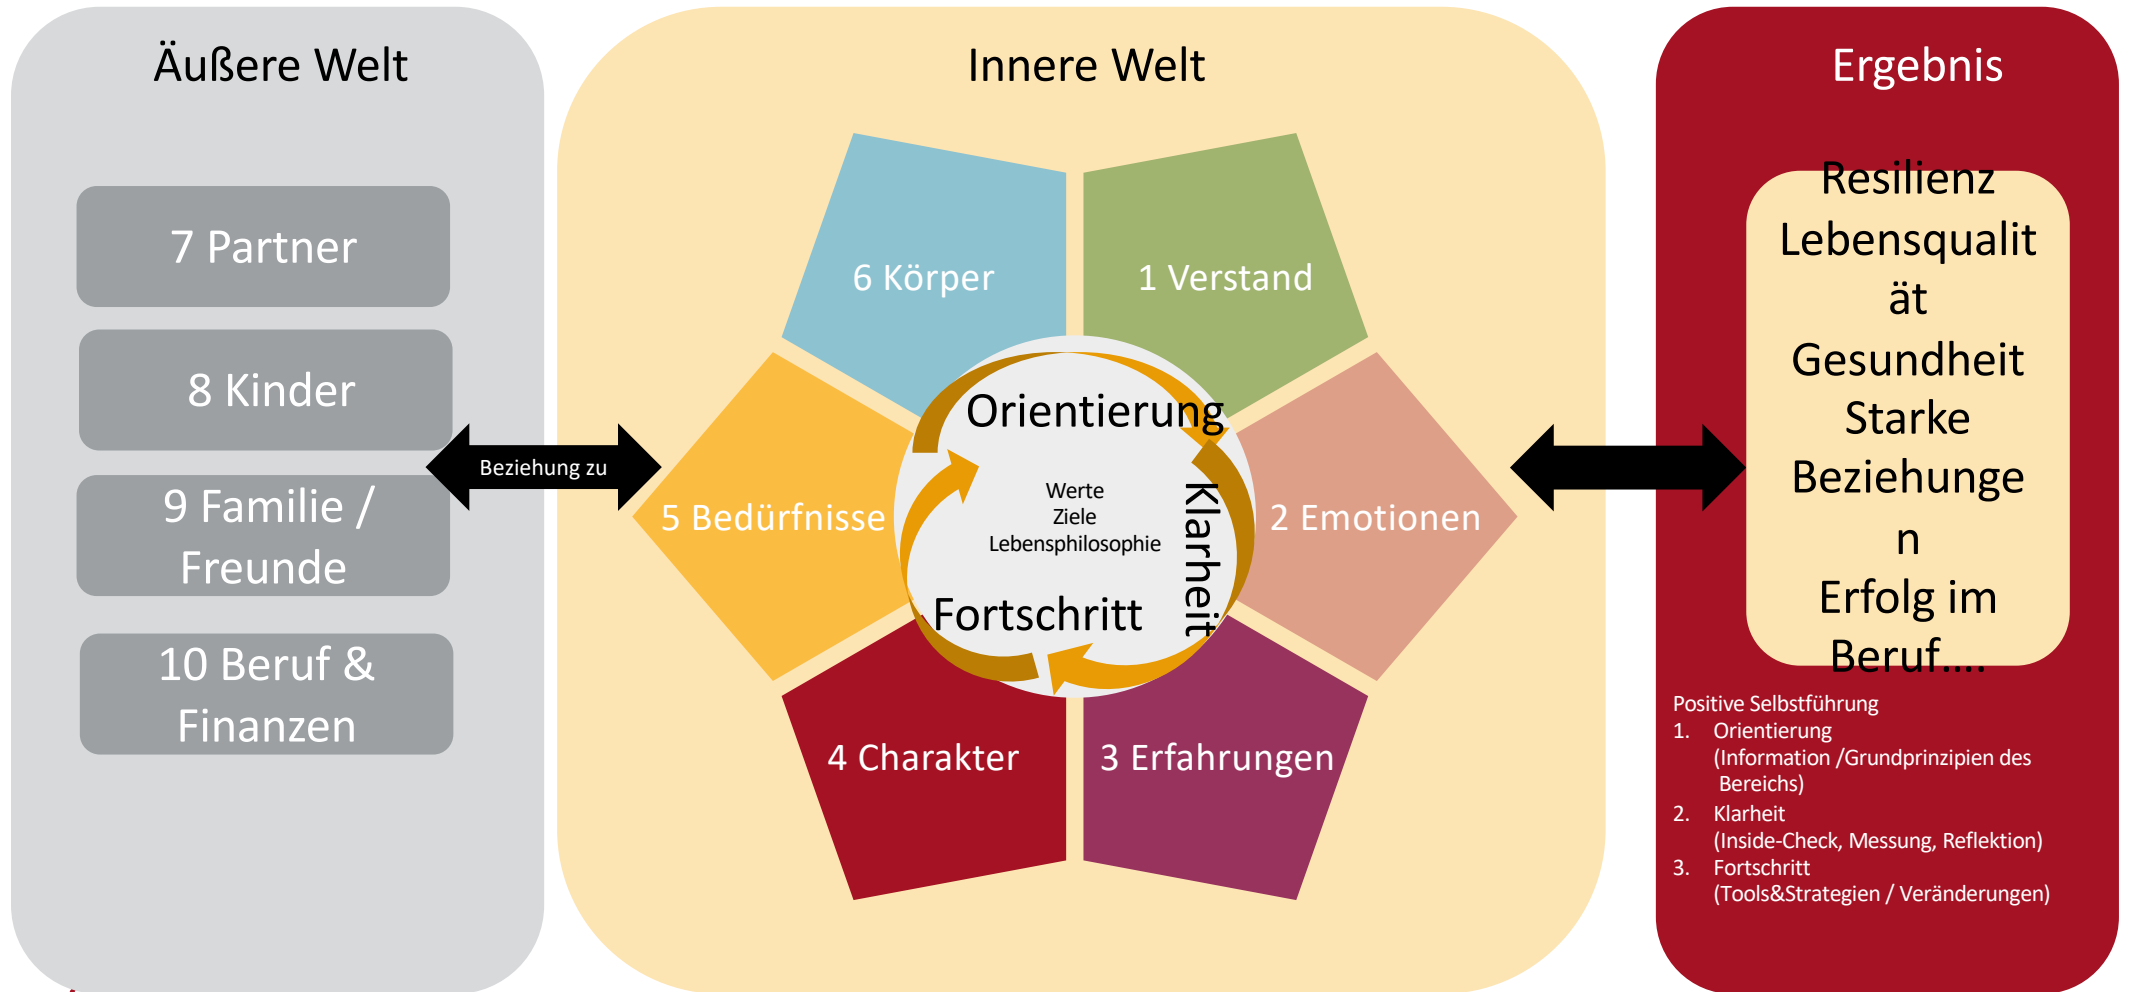 Äußere Welt
7 Partner
8 Kinder
9 Familie /
Freunde
10 Beruf &
Finanzen
Beziehung zu
Innere Welt
6 Körper
1 Verstand
5 Bedürfnisse
2 Emotionen
4 Charakter
3 Erfahrungen
Orientierung
Klarheit
Fortschritt
Werte
Ziele
Lebensphilosophie
Ergebnis
Resilienz
Lebensqualit
ät
Gesundheit
Starke
Beziehunge
n
Erfolg im
Beruf....
Positive Selbstführung
1. Orientierung
(Information /Grundprinzipien des
Bereichs)
2. Klarheit
(Inside-Check, Messung, Reflektion)
3. Fortschritt
(Tools&Strategien / Veränderungen)